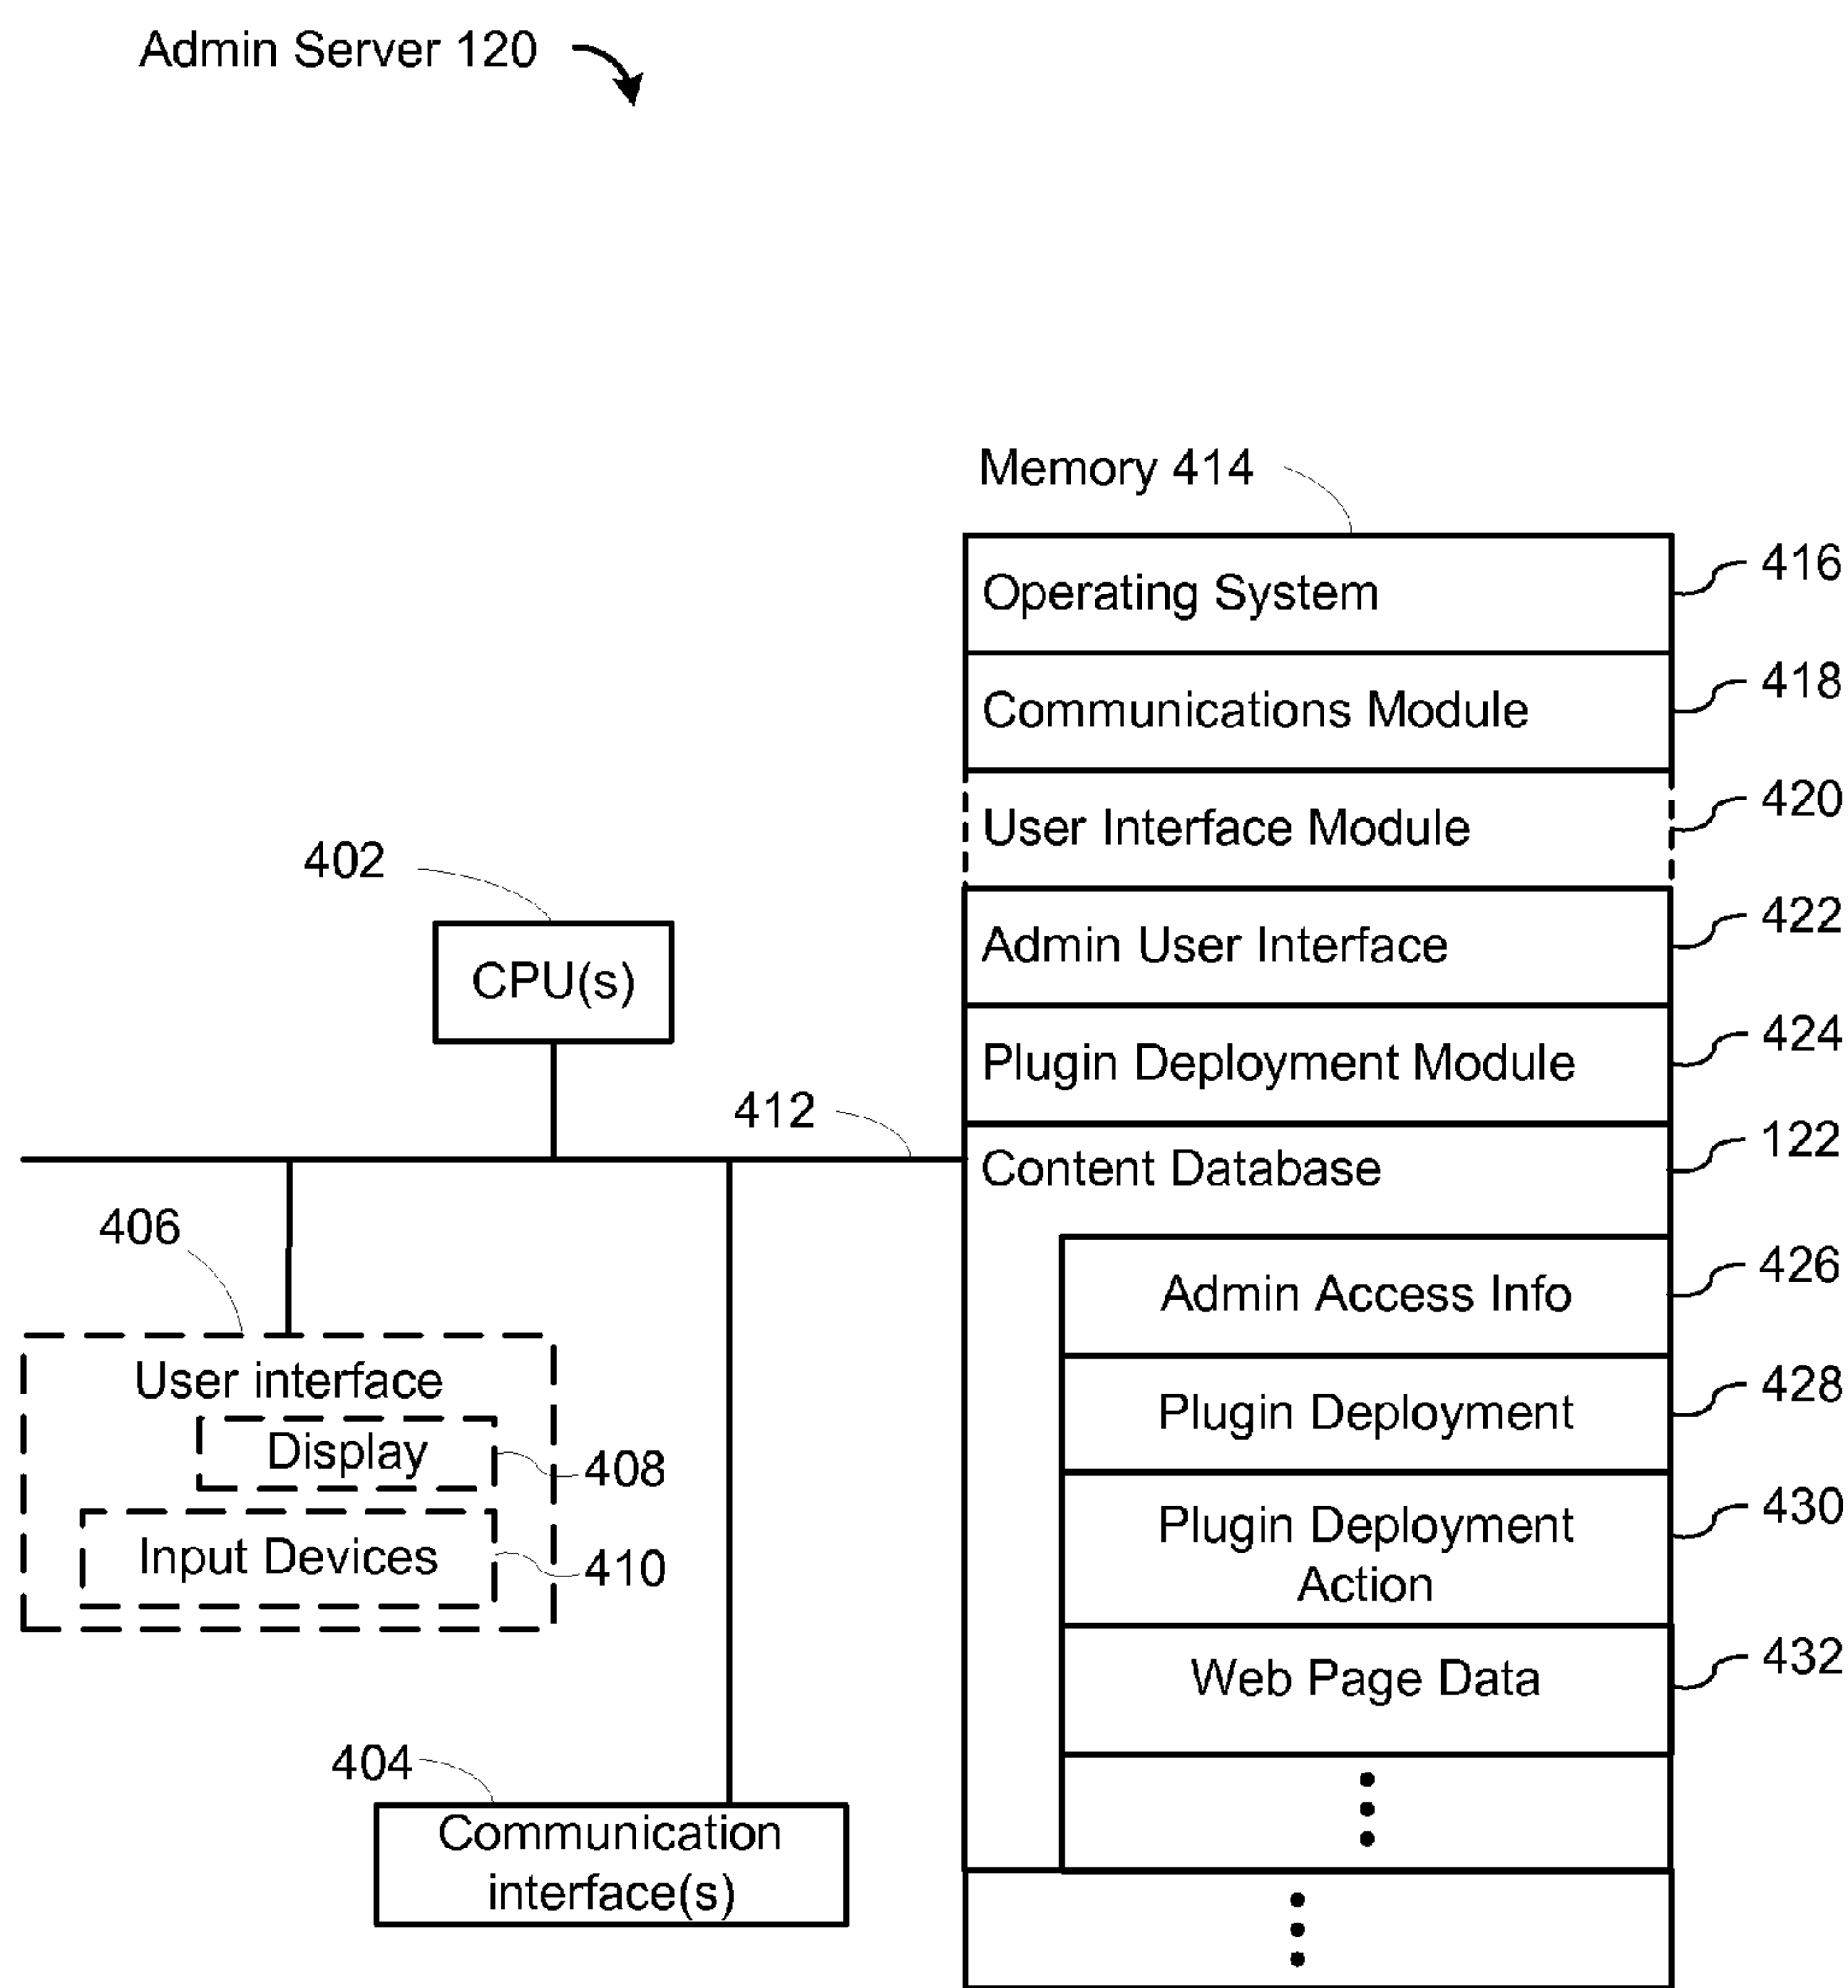 Admin Server 120
Memory 414
Operating System
416
Communications Module
418
User Interface Module
420
Admin User Interface
422
Plugin Deployment Module
424
Content Database
122
Admin Access Info
426
Plugin Deployment
428
Plugin Deployment
Action
430
Web Page Data
432
402
CPU(s)
412
406
User interface
Display
408
Input Devices
410
404
Communication
interface(s)